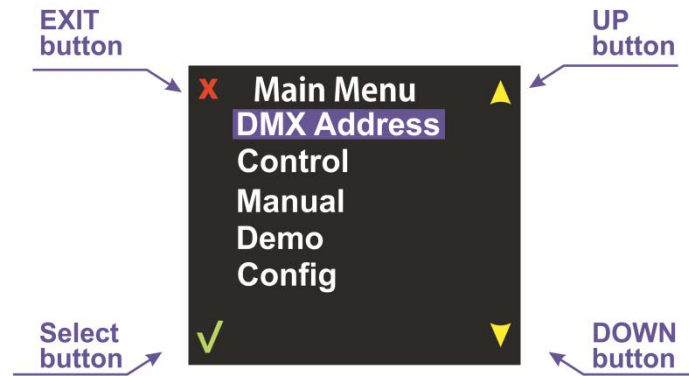 EXIT
button
UP
button
X Main Menu
DMX Address
Control
Manual
Demo
Config
Select
button
√
DOWN
button